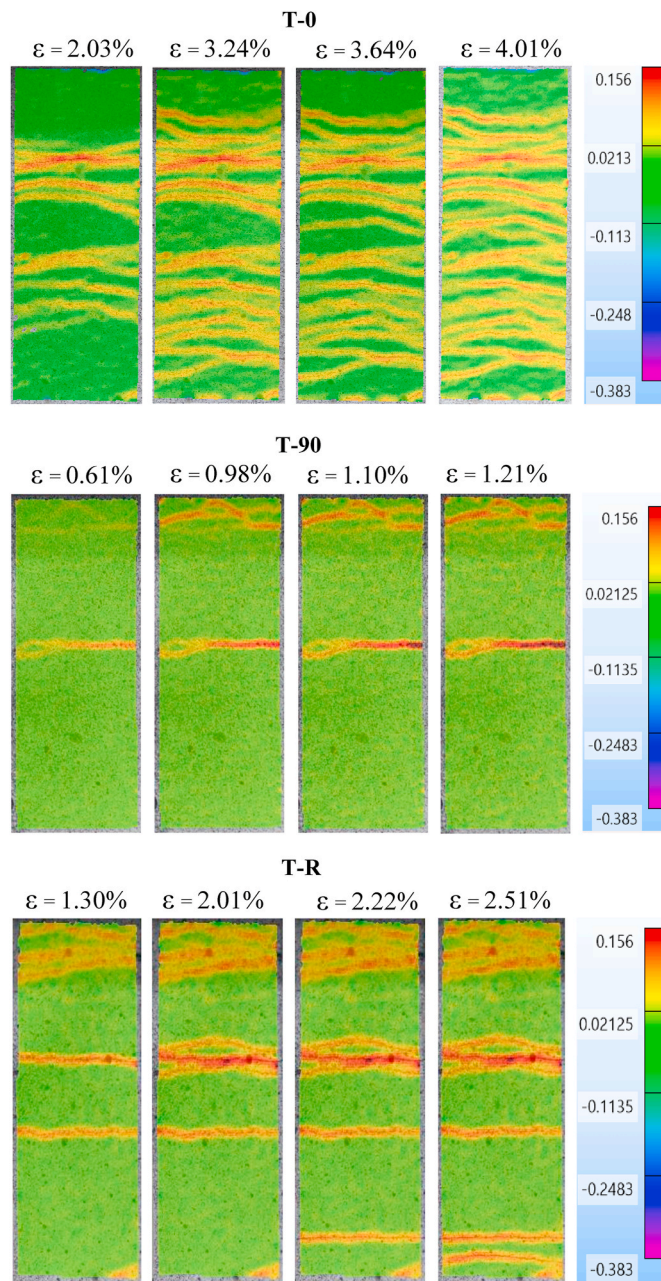 T-0
ε = 2.03% ε = 3.24% ε = 3.64% ε = 4.01%
0.156
0.0213
-0.113
-0.248
-0.383
T-90
ε = 0.61% ε = 0.98% ε = 1.10% ε = 1.21%
0.156
0.02125
-0.1135
-0.2483
-0.383
T-R
ε = 1.30% ε = 2.01% ε = 2.22% ε = 2.51%
0.156
0.02125
-0.1135
-0.2483
-0.383